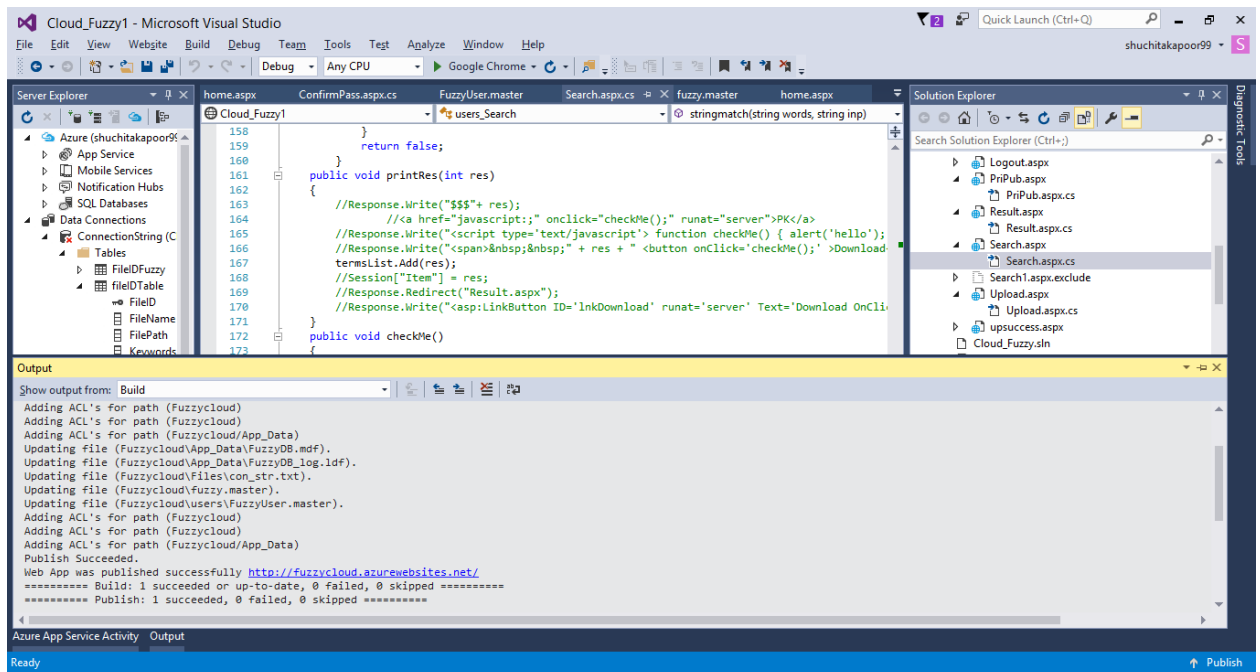 Cloud_Fuzzy1 - Microsoft Visual Studio
2
Quick Launch (Ctrl+Q)
File Edit View Website Build Debug Team Tools Test Analyze Window Help
shuchitakapoor99
S
Debug Any CPU Google Chrome
Server Explorer
Azure (shuchitakapoor99
App Service
Mobile Services
Notification Hubs
SQL Databases
Data Connections
ConnectionString (C
Tables
FileIDFuzzy
fileIDTable
FileID
FileName
FilePath
Keywords
home.aspx ConfirmPass.aspx.cs FuzzyUser.master Search.aspx.cs fuzzy.master home.aspx
Cloud_Fuzzy1 users_Search stringmatch(string words, string inp)
158 }
159 return false;
160 }
161 public void printRes(int res)
162 {
163 //Response.Write("$$$"+ res);
164 //<a href="javascript:;" onclick="checkMe();" runat="server">PK</a>
165 //Response.Write("<script type='text/javascript'> function checkMe() { alert('hello');
166 //Response.Write("<span>&nbsp;&nbsp;" + res + " <button onClick='checkMe();' >Download<
167 termsList.Add(res);
168 //Session["Item"] = res;
169 //Response.Redirect("Result.aspx");
170 //Response.Write("<asp:LinkButton ID='lnkDownload' runat='server' Text='Download OnCli
171 }
172 public void checkMe()
173 {
Solution Explorer
Search Solution Explorer (Ctrl+;)
Logout.aspx
PriPub.aspx
PriPub.aspx.cs
Result.aspx
Result.aspx.cs
Search.aspx
Search.aspx.cs
Search1.aspx.exclude
Upload.aspx
Upload.aspx.cs
upsuccess.aspx
Cloud_Fuzzy.sln
Diagnostic Tools
Output
Show output from: Build
Adding ACL's for path (Fuzzycloud)
Adding ACL's for path (Fuzzycloud)
Adding ACL's for path (Fuzzycloud/App_Data)
Updating file (Fuzzycloud\App_Data\FuzzyDB.mdf).
Updating file (Fuzzycloud\App_Data\FuzzyDB_log.ldf).
Updating file (Fuzzycloud\Files\con_str.txt).
Updating file (Fuzzycloud\fuzzy.master).
Updating file (Fuzzycloud\users\FuzzyUser.master).
Adding ACL's for path (Fuzzycloud)
Adding ACL's for path (Fuzzycloud)
Adding ACL's for path (Fuzzycloud/App_Data)
Publish Succeeded.
Web App was published successfully http://fuzzycloud.azurewebsites.net/
========== Build: 1 succeeded or up-to-date, 0 failed, 0 skipped ==========
========== Publish: 1 succeeded, 0 failed, 0 skipped ==========
Azure App Service Activity Output
Ready
Publish